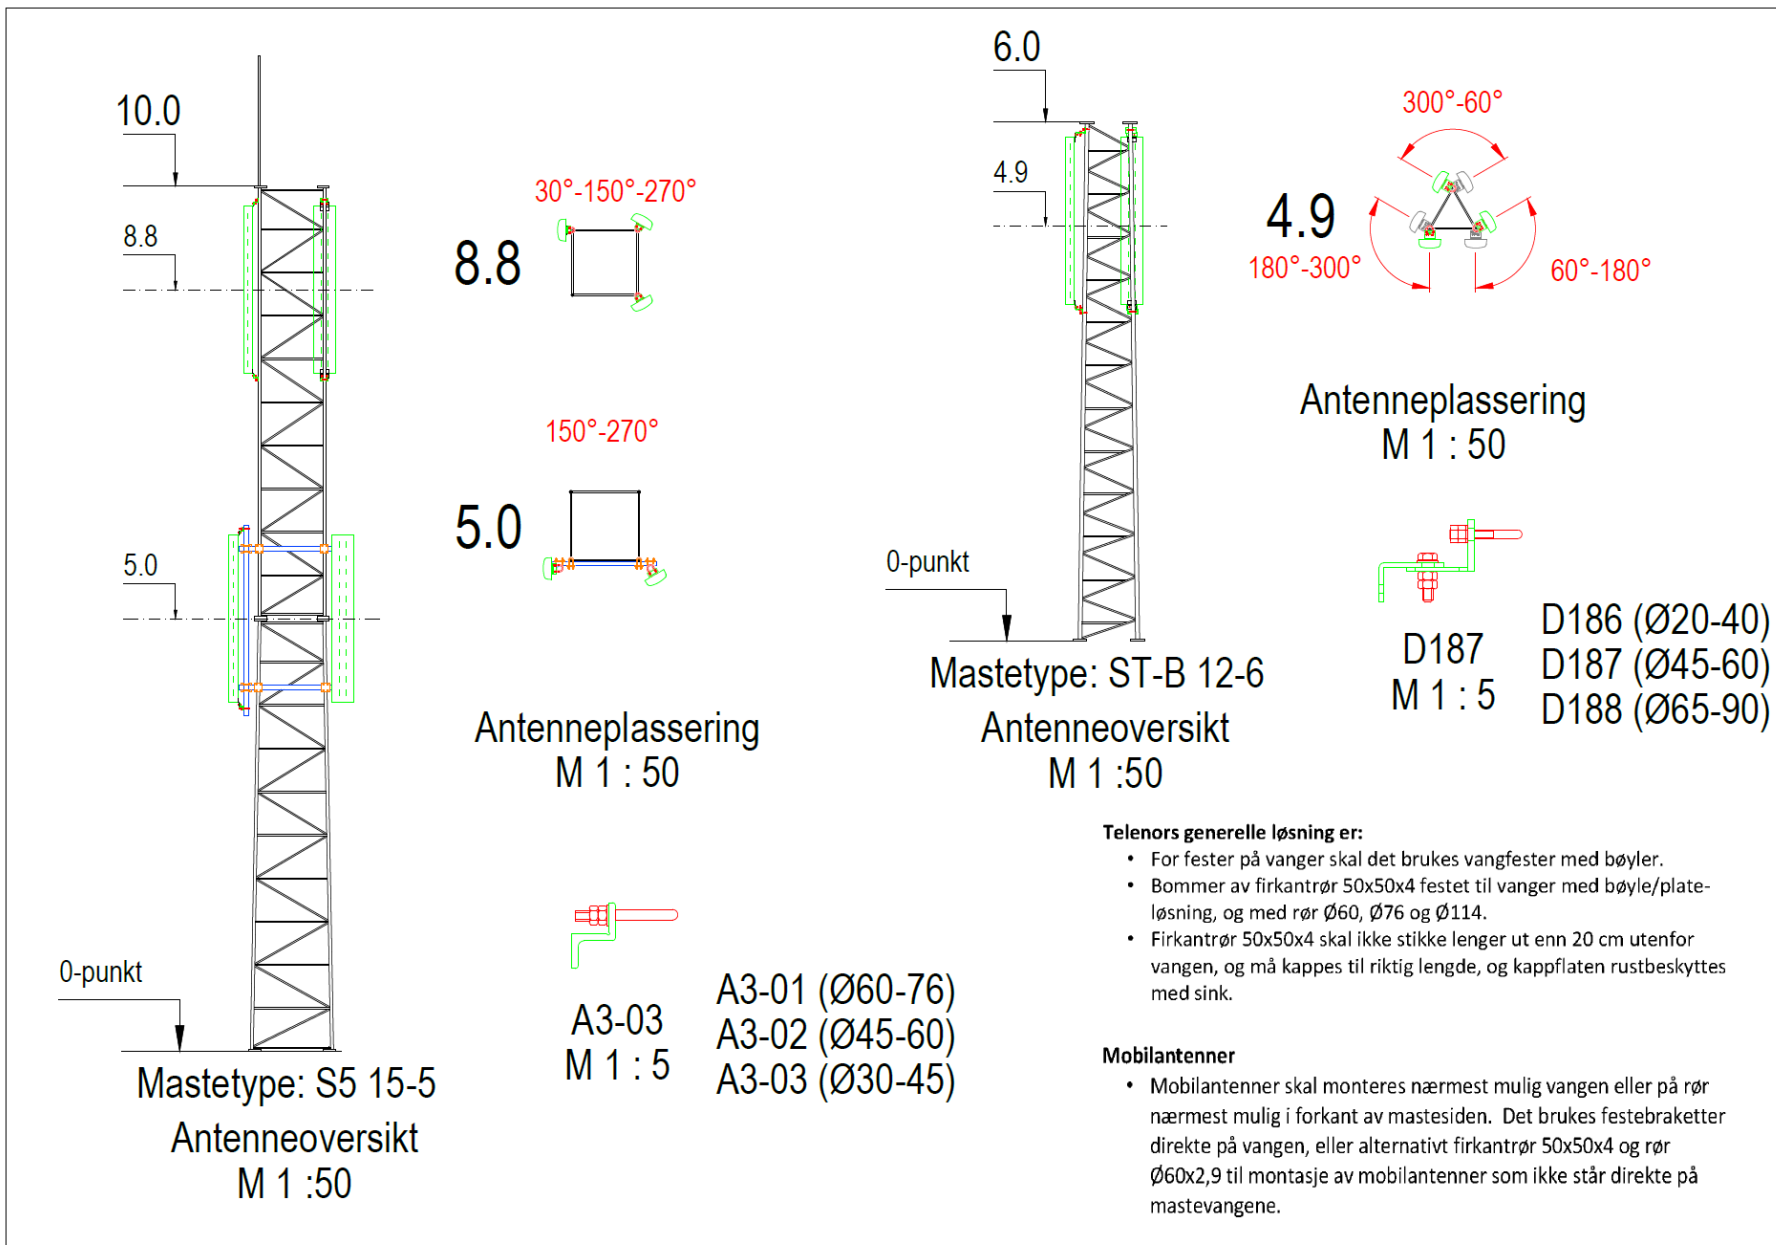 10.0
8.8
5.0
0-punkt
Mastetype: S5 15-5
Antenneoversikt
M 1 :50
30°-150°-270°
8.8
150°-270°
5.0
Antenneplassering
M 1 : 50
A3-03
M 1 : 5
A3-01 (Ø60-76)
A3-02 (Ø45-60)
A3-03 (Ø30-45)
6.0
4.9
0-punkt
Mastetype: ST-B 12-6
Antenneoversikt
M 1 :50
300°-60°
4.9
180°-300°
60°-180°
Antenneplassering
M 1 : 50
D187
M 1 : 5
D186 (Ø20-40)
D187 (Ø45-60)
D188 (Ø65-90)
Telenors generelle løsning er:
• For fester på vanger skal det brukes vangfester med bøyler.
• Bommer av firkantrør 50x50x4 festet til vanger med bøyle/plate-
løsning, og med rør Ø60, Ø76 og Ø114.
• Firkantrør 50x50x4 skal ikke stikke lenger ut enn 20 cm utenfor
vangen, og må kappes til riktig lengde, og kappflaten rustbeskyttes
med sink.
Mobilantenner
• Mobilantenner skal monteres nærmest mulig vangen eller på rør
nærmest mulig i forkant av mastesiden. Det brukes festebraketter
direkte på vangen, eller alternativt firkantrør 50x50x4 og rør
Ø60x2,9 til montasje av mobilantenner som ikke står direkte på
mastevangene.